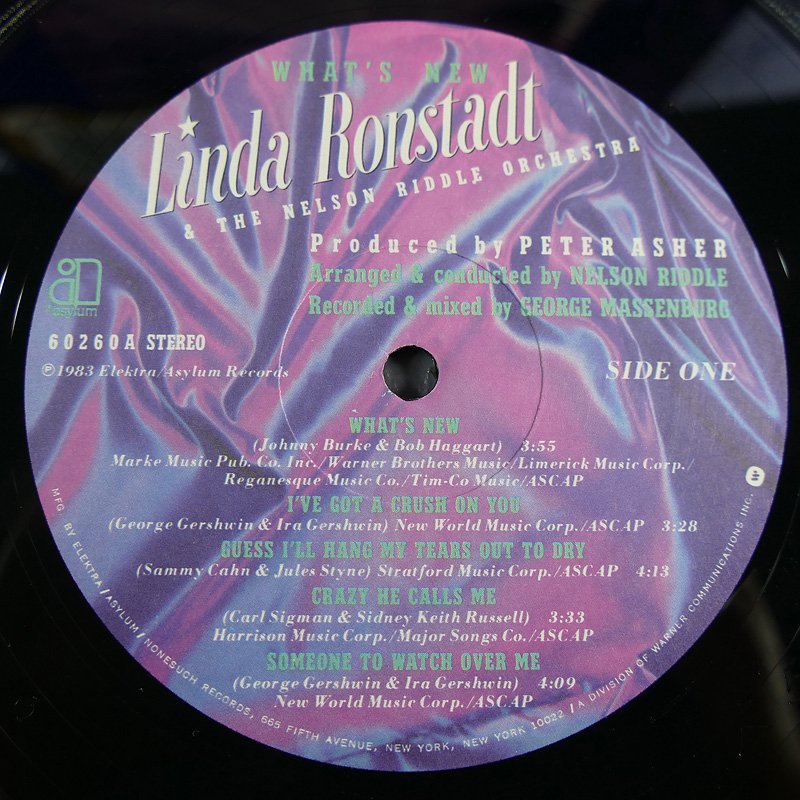 WHAT'S NEW
Linda Ronstadt
& THE NELSON RIDDLE ORCHESTRA
Produced by PETER ASHER
Arranged & conducted by NELSON RIDDLE
Recorded & mixed by GEORGE MASSENBURG
asylum
60260A STEREO
℗1983 Elektra/Asylum Records
SIDE ONE
WHAT'S NEW
(Johnny Burke & Bob Haggart) 3:55
Marke Music Pub. Co. Inc./Warner Brothers Music/Limerick Music Corp./
Reganesque Music Co./Tim-Co Music/ASCAP
I'VE GOT A CRUSH ON YOU
(George Gershwin & Ira Gershwin) New World Music Corp./ASCAP 3:28
GUESS I'LL HANG MY TEARS OUT TO DRY
(Sammy Cahn & Jules Styne) Stratford Music Corp./ASCAP 4:13
CRAZY HE CALLS ME
(Carl Sigman & Sidney Keith Russell) 3:33
Harrison Music Corp./Major Songs Co./ASCAP
SOMEONE TO WATCH OVER ME
(George Gershwin & Ira Gershwin) 4:09
New World Music Corp./ASCAP
MFG. BY ELEKTRA/ASYLUM/NONESUCH RECORDS, 665 FIFTH AVENUE, NEW YORK, NEW YORK 10022 / A DIVISION OF WARNER COMMUNICATIONS INC.